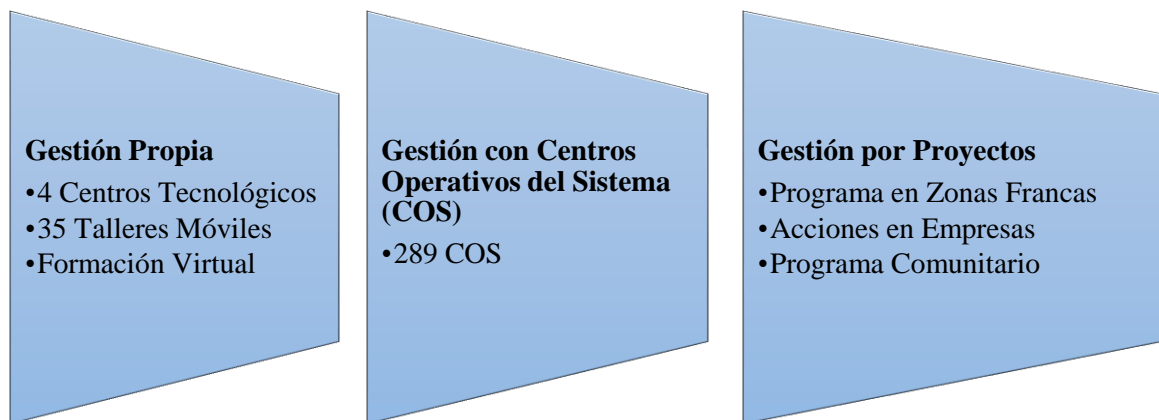 Gestión Propia
•4 Centros Tecnológicos
•35 Talleres Móviles
•Formación Virtual
Gestión con Centros
Operativos del Sistema
(COS)
•289 COS
Gestión por Proyectos
•Programa en Zonas Francas
•Acciones en Empresas
•Programa Comunitario